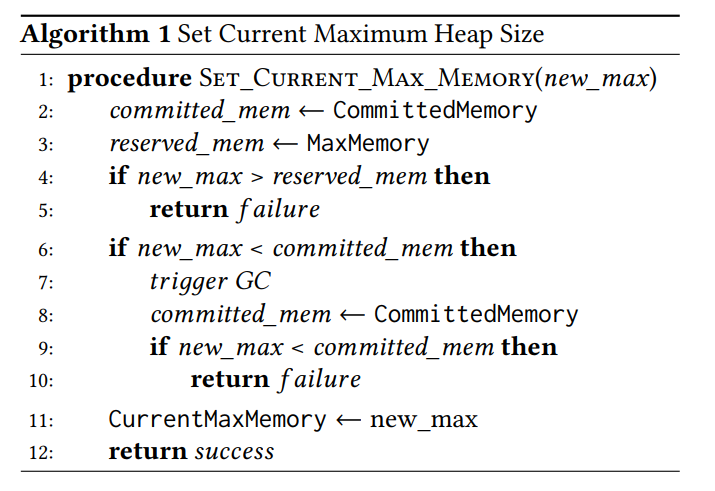 Algorithm 1 Set Current Maximum Heap Size
1: procedure Set_Current_Max_Memory(new_max)
2: committed_mem ← CommittedMemory
3: reserved_mem ← MaxMemory
4: if new_max > reserved_mem then
5: return failure
6: if new_max < committed_mem then
7: trigger GC
8: committed_mem ← CommittedMemory
9: if new_max < committed_mem then
10: return failure
11: CurrentMaxMemory ← new_max
12: return success